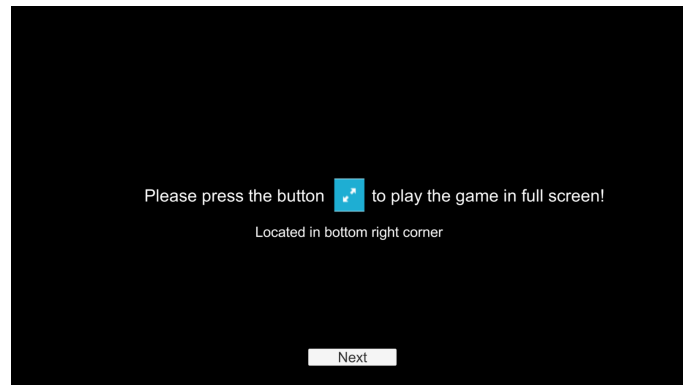 Please press the button to play the game in full screen!
Located in bottom right corner
Next